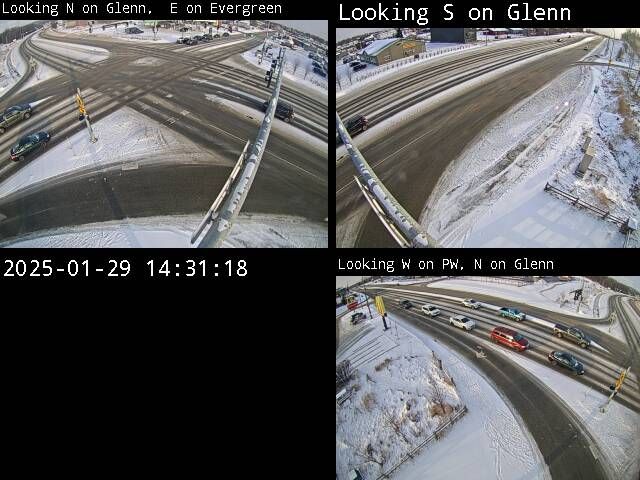 Looking N on Glenn,  E on Evergreen
Looking S on Glenn
2025-01-29 14:31:18
Looking W on PW, N on Glenn